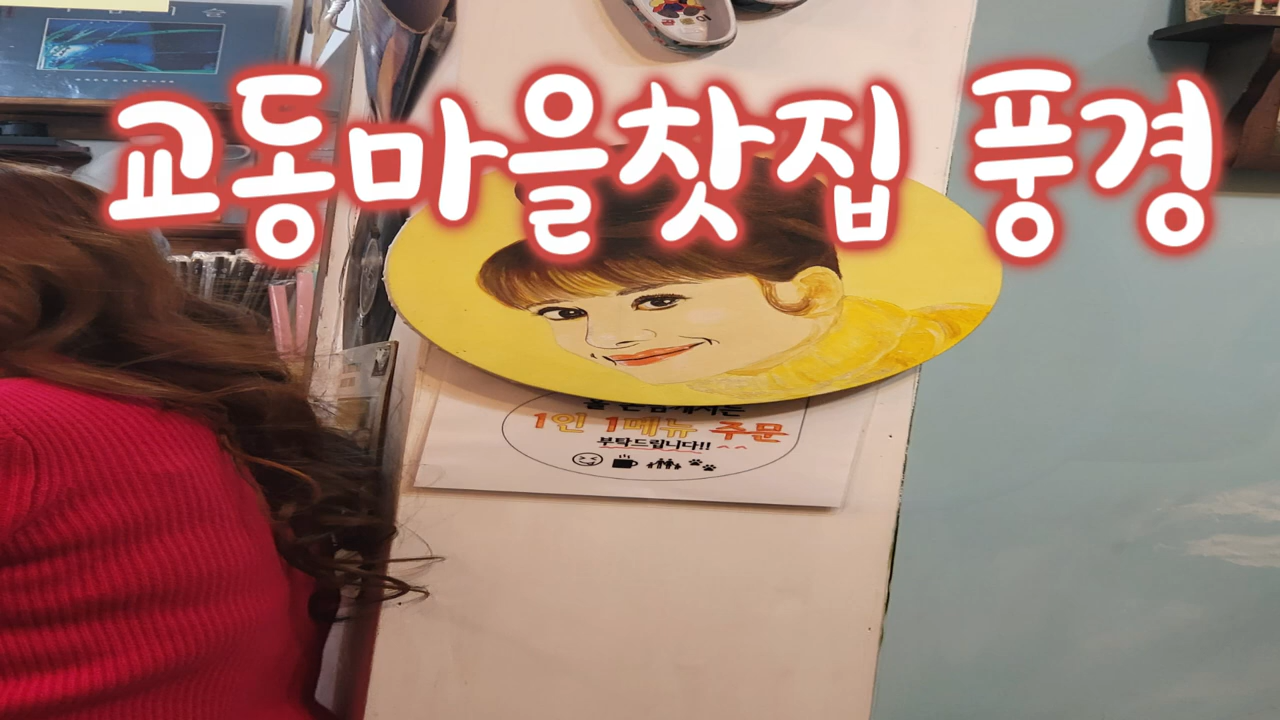 교동마을찻집 풍경
1인 1메뉴 주문
부탁드립니다!! ^^